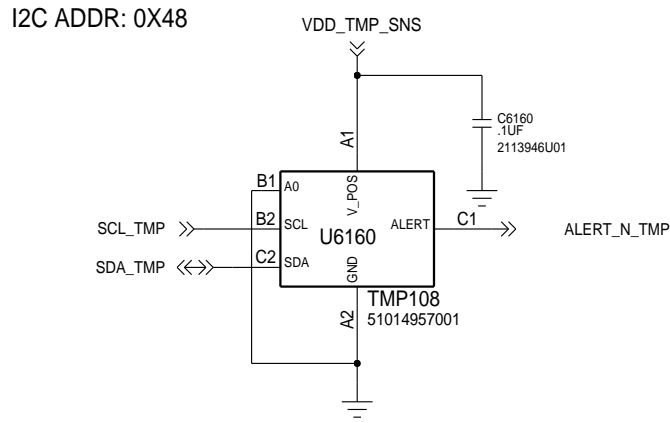 I2C ADDR: 0X48
VDD_TMP_SNS
C6160
.1UF
2113946U01
A1
B1
A0
V_POS
B2
SCL
SCL_TMP
U6160
ALERT
C1
ALERT_N_TMP
C2
SDA
SDA_TMP
GND
TMP108
51014957001
A2